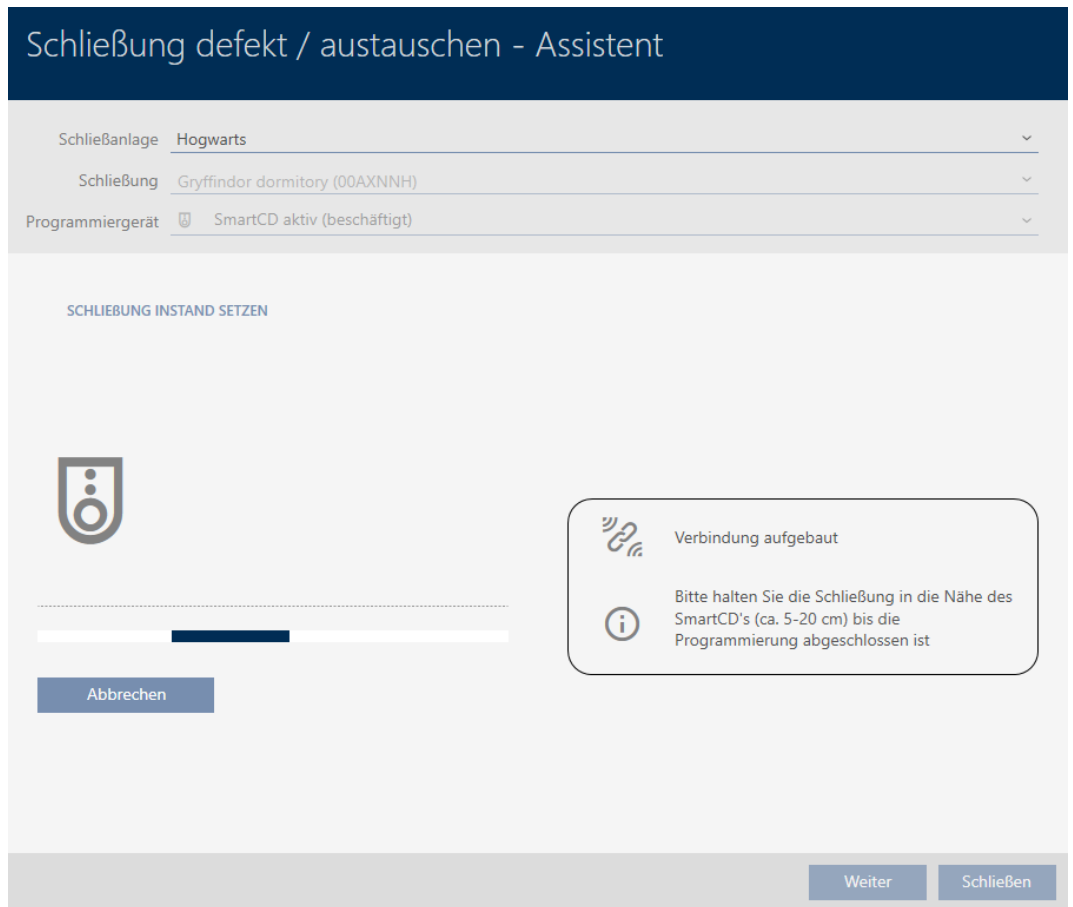 Schließung defekt / austauschen - Assistent
Schließanlage Hogwarts
Schließung Gryffindor dormitory (00AXNNH)
Programmiergerät SmartCD aktiv (beschäftigt)
SCHLIEßUNG INSTAND SETZEN
Verbindung aufgebaut
Bitte halten Sie die Schließung in die Nähe des
SmartCD's (ca. 5-20 cm) bis die
Programmierung abgeschlossen ist
Abbrechen
Weiter Schließen